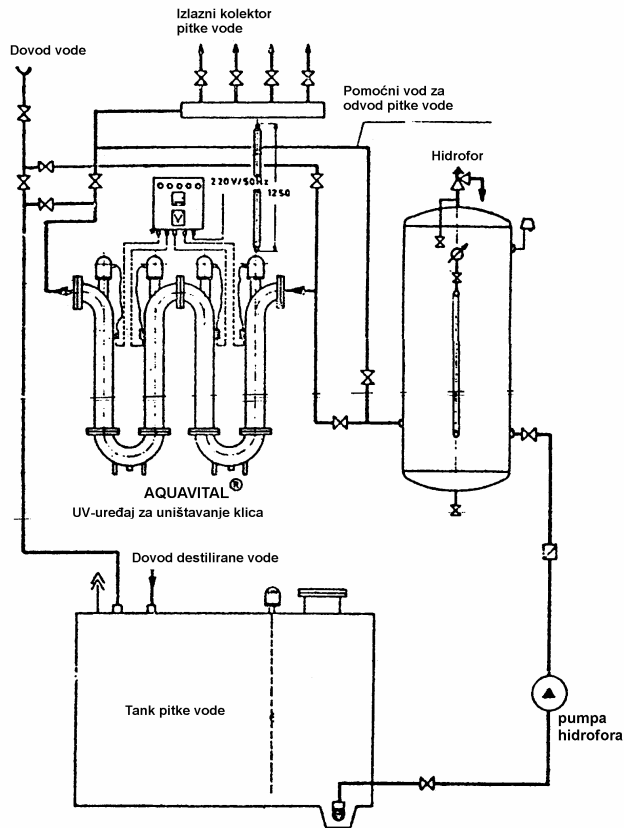 Izlazni kolektor
pitke vode
Dovod vode
Pomoćni vod za
odvod pitke vode
Hidrofor
220V/50Hz
1250
V
AQUAVITAL®
UV-uređaj za uništavanje klica
Dovod destilirane vode
Tank pitke vode
pumpa
hidrofora